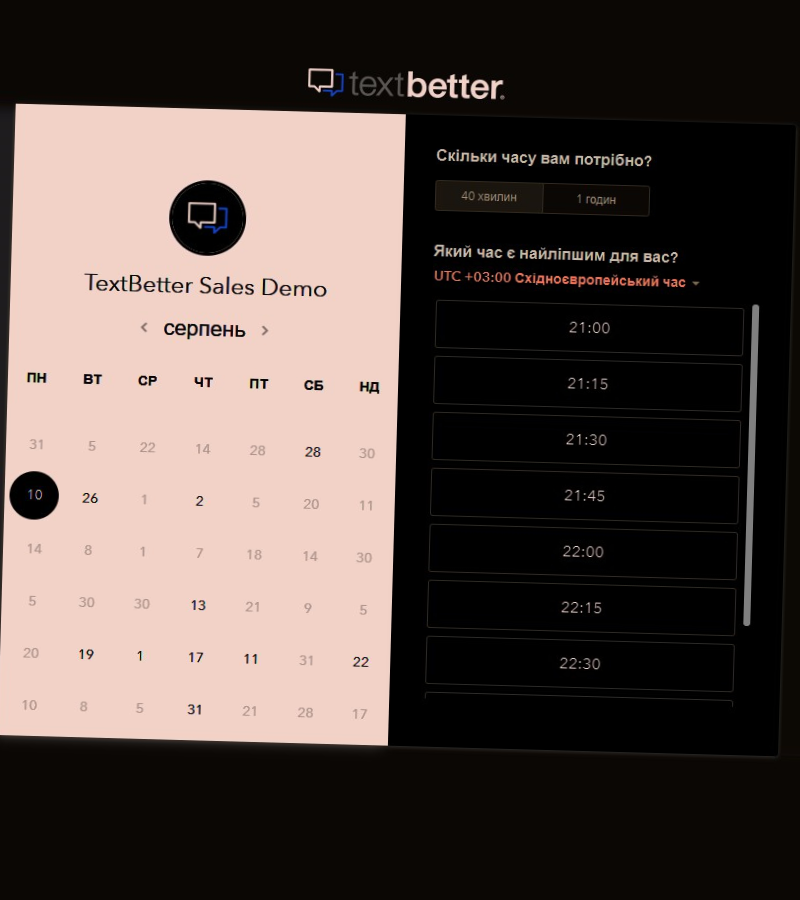 textbetter.
TextBetter Sales Demo
серпень
ПН ВТ СР ЧТ ПТ СБ НД
31 5 22 14 28 28 30
10 26 1 2 5 20 11
14 8 1 7 18 14 30
5 30 30 13 21 9 5
20 19 1 17 11 31 22
10 8 5 31 21 28 17
Скільки часу вам потрібно?
40 хвилин 1 годин
Який час є найліпшим для вас?
UTC +03:00 Східноєвропейський час
21:00
21:15
21:30
21:45
22:00
22:15
22:30